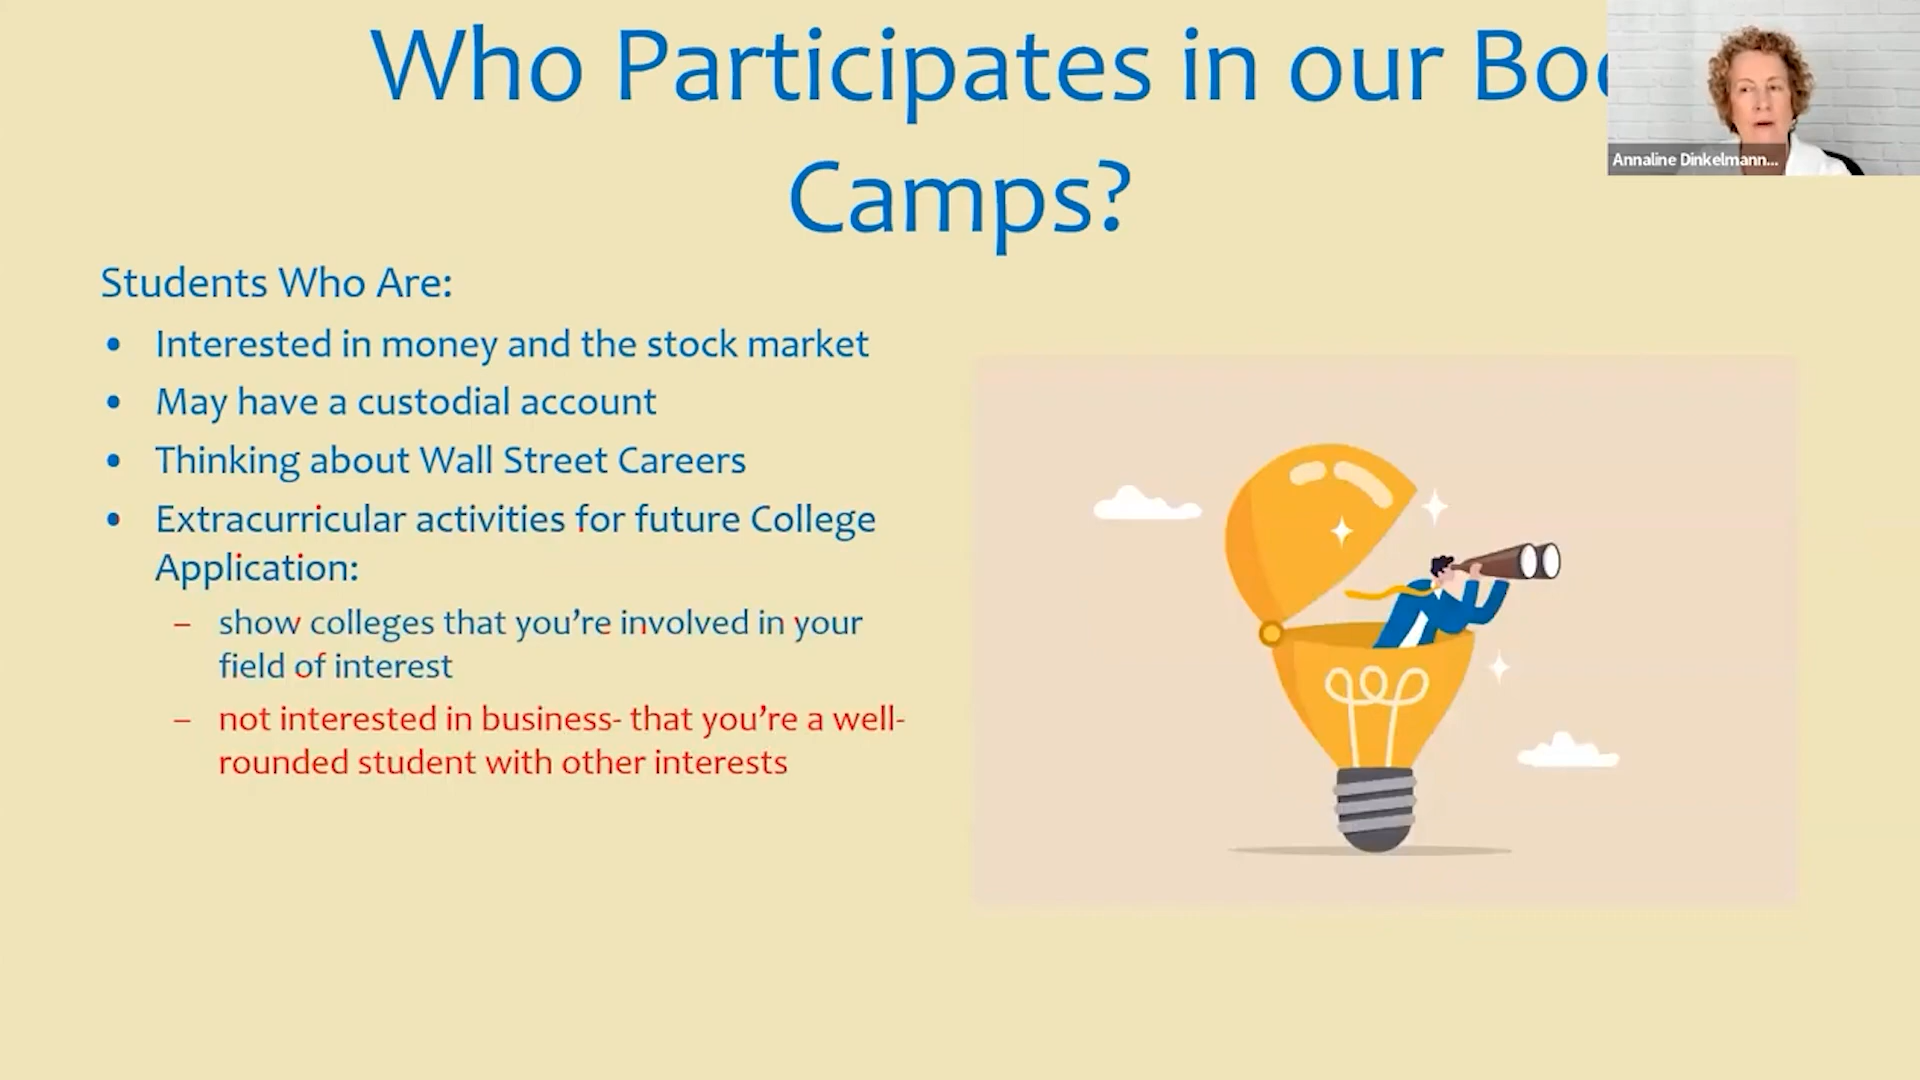 Who Participates in our Boo
Camps?
Annaline Dinkelmann...
Students Who Are:
• Interested in money and the stock market
• May have a custodial account
• Thinking about Wall Street Careers
• Extracurricular activities for future College
Application:
– show colleges that you’re involved in your
field of interest
– not interested in business- that you’re a well-
rounded student with other interests